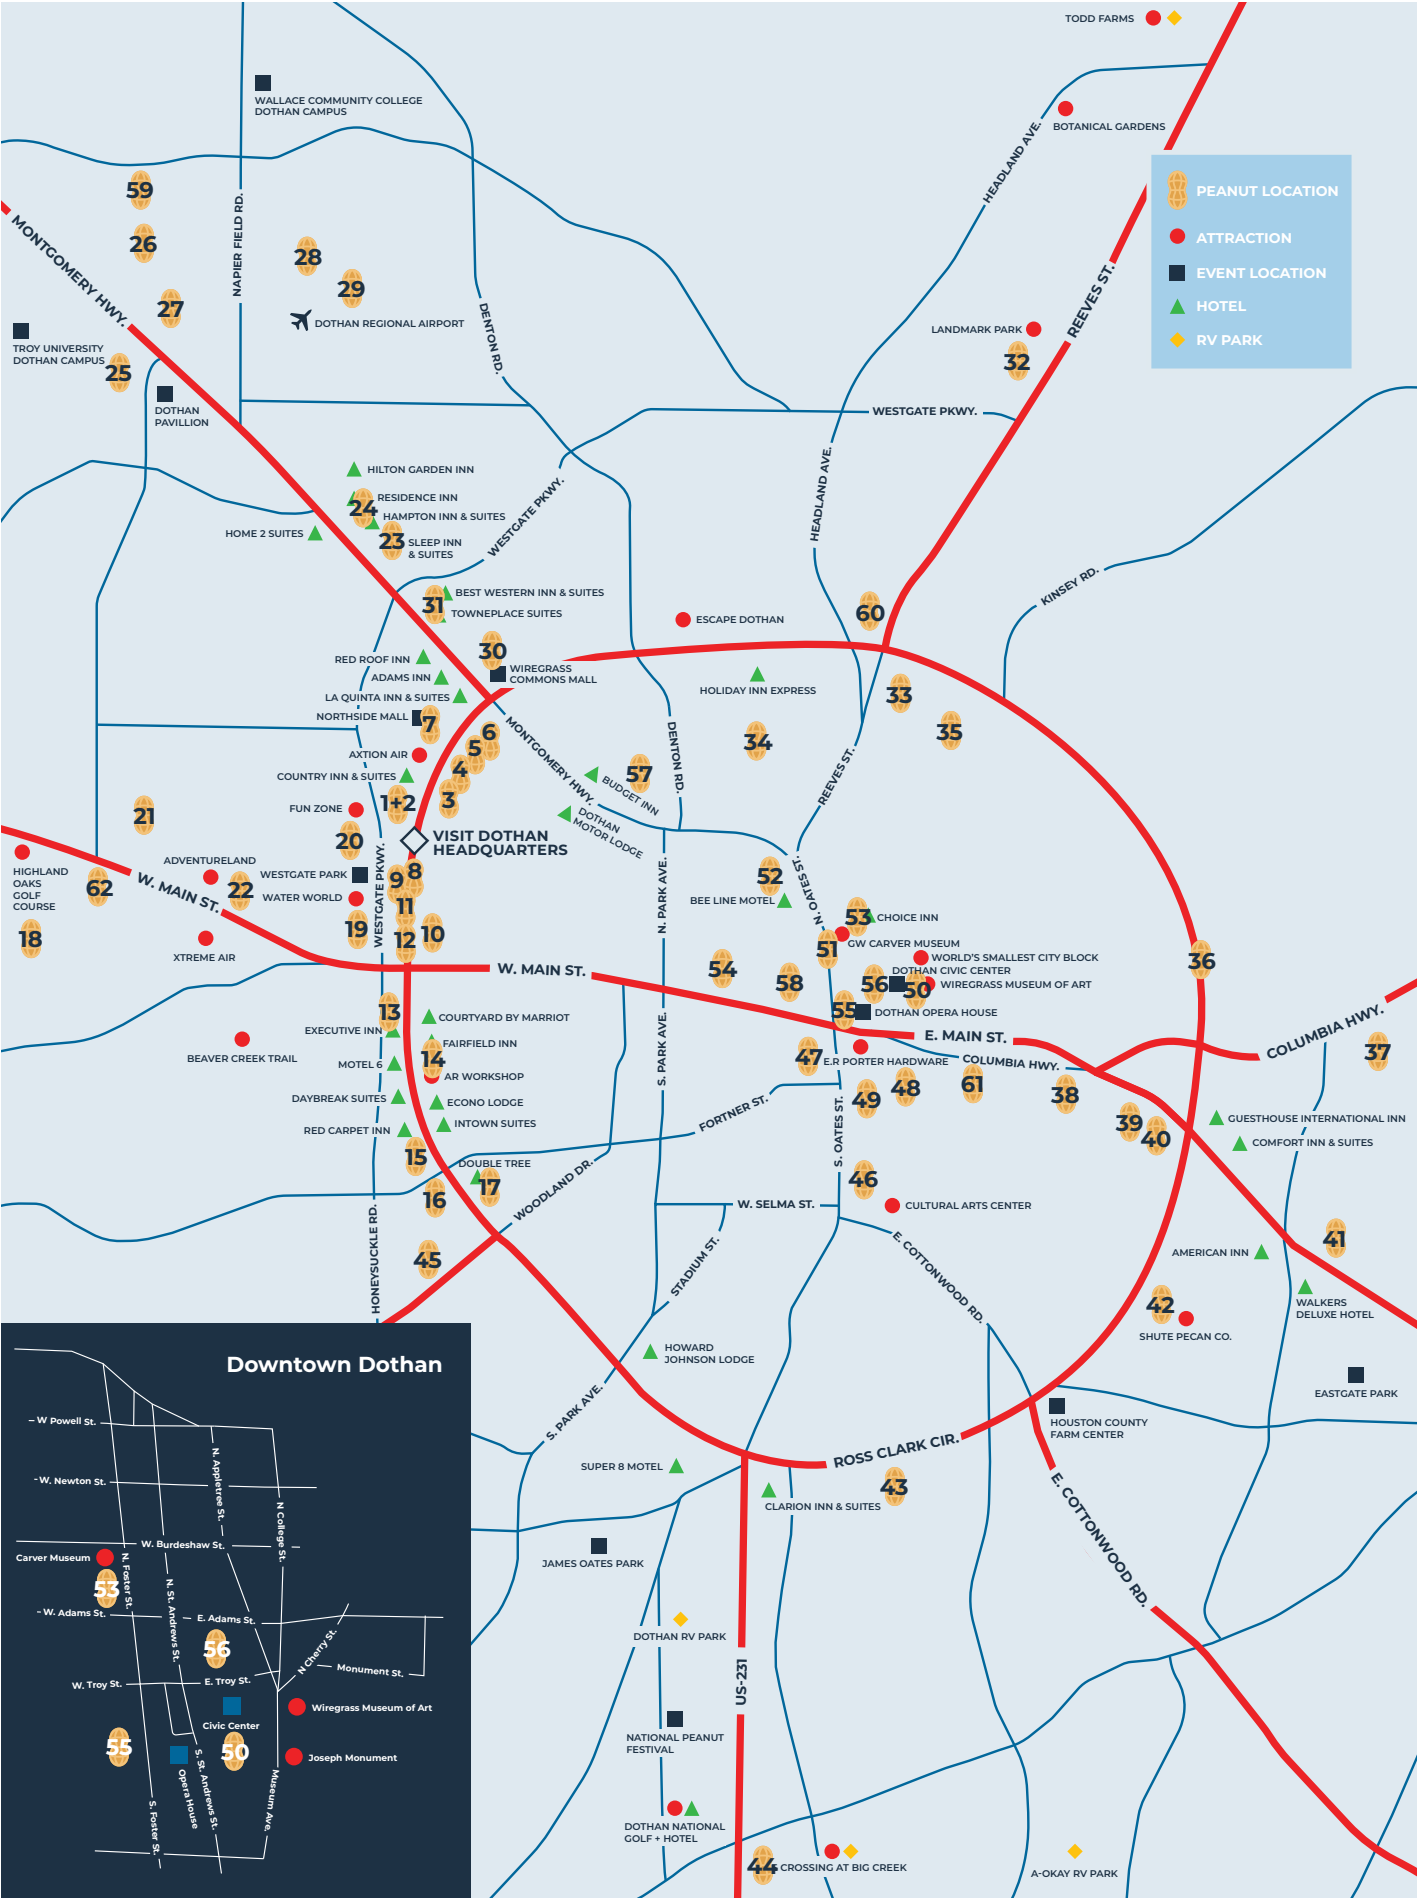 TODD FARMS
WALLACE COMMUNITY COLLEGE
DOTHAN CAMPUS
HEADLAND AVE.
BOTANICAL GARDENS
PEANUT LOCATION
ATTRACTION
EVENT LOCATION
HOTEL
RV PARK
59
MONTGOMERY HWY.
26
NAPIER FIELD RD.
28
29
27
DOTHAN REGIONAL AIRPORT
DENTON RD.
REEVES ST.
LANDMARK PARK
32
TROY UNIVERSITY
DOTHAN CAMPUS
25
DOTHAN
PAVILLION
WESTGATE PKWY.
HEADLAND AVE.
HILTON GARDEN INN
RESIDENCE INN
24
HAMPTON INN & SUITES
HOME 2 SUITES
23
SLEEP INN
& SUITES
WESTGATE PKWY.
KINSEY RD.
BEST WESTERN INN & SUITES
31
TOWNEPLACE SUITES
ESCAPE DOTHAN
60
30
WIREGRASS
COMMONS MALL
RED ROOF INN
ADAMS INN
LA QUINTA INN & SUITES
HOLIDAY INN EXPRESS
33
NORTHSIDE MALL
7
6
5
MONTGOMERY HWY.
DENTON RD.
34
35
AXTION AIR
4
COUNTRY INN & SUITES
57
BUDGET INN
REEVES ST.
1+2
3
FUN ZONE
DOTHAN
MOTOR LODGE
21
20
VISIT DOTHAN
HEADQUARTERS
HIGHLAND
OAKS
GOLF
COURSE
ADVENTURELAND
62
W. MAIN ST.
22
WESTGATE PARK
WATER WORLD
WESTGATE PKWY.
9
8
11
N. PARK AVE.
52
BEE LINE MOTEL
N. OATES ST.
53
CHOICE INN
18
XTREME AIR
19
12
10
51
GW CARVER MUSEUM
WORLD'S SMALLEST CITY BLOCK
DOTHAN CIVIC CENTER
36
W. MAIN ST.
54
58
56
50
WIREGRASS MUSEUM OF ART
13
COURTYARD BY MARRIOT
55
DOTHAN OPERA HOUSE
EXECUTIVE INN
BEAVER CREEK TRAIL
FAIRFIELD INN
MOTEL 6
14
AR WORKSHOP
S. PARK AVE.
E. MAIN ST.
COLUMBIA HWY.
37
47
E.R PORTER HARDWARE
COLUMBIA HWY.
DAYBREAK SUITES
ECONO LODGE
49
48
61
38
RED CARPET INN
INTOWN SUITES
FORTNER ST.
S. OATES ST.
39
40
GUESTHOUSE INTERNATIONAL INN
COMFORT INN & SUITES
15
DOUBLE TREE
17
16
WOODLAND DR.
46
W. SELMA ST.
CULTURAL ARTS CENTER
HONEYSUCKLE RD.
45
STADIUM ST.
E. COTTONWOOD RD.
41
AMERICAN INN
42
SHUTE PECAN CO.
WALKERS
DELUXE HOTEL
HOWARD
JOHNSON LODGE
EASTGATE PARK
S. PARK AVE.
HOUSTON COUNTY
FARM CENTER
ROSS CLARK CIR.
SUPER 8 MOTEL
43
CLARION INN & SUITES
E. COTTONWOOD RD.
JAMES OATES PARK
DOTHAN RV PARK
US-231
NATIONAL PEANUT
FESTIVAL
DOTHAN NATIONAL
GOLF + HOTEL
44
CROSSING AT BIG CREEK
A-OKAY RV PARK
Downtown Dothan
W Powell St.
N. Appletree St.
W. Newton St.
N College St.
W. Burdeshaw St.
Carver Museum
53
N. Foster St.
N. St. Andrews St.
W. Adams St.
E. Adams St.
56
N Cherry St.
Monument St.
W. Troy St.
E. Troy St.
Wiregrass Museum of Art
Civic Center
55
50
Joseph Monument
Opera House
S. St. Andrews St.
Museum Ave.
S. Foster St.